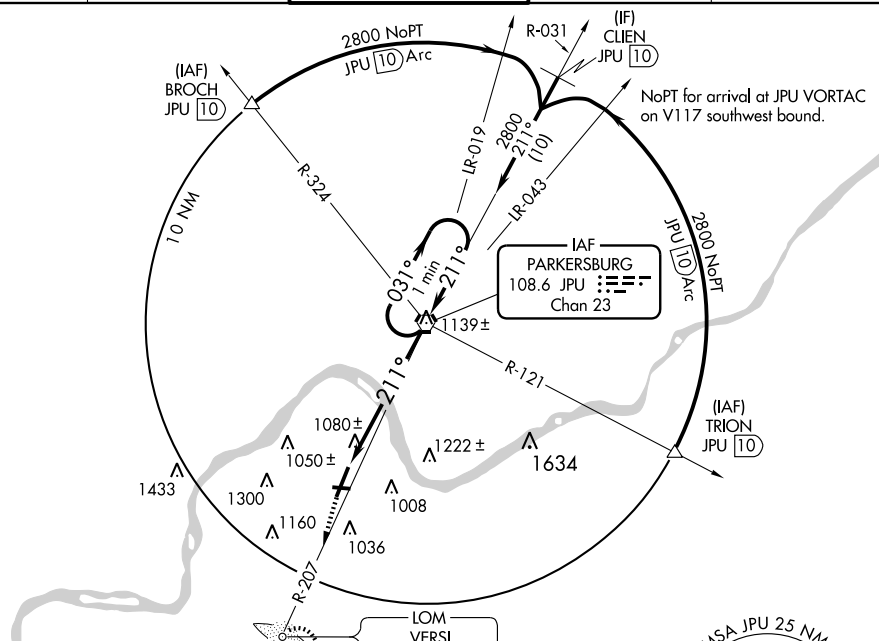 2800 NoPT
JPU 10 Arc
R-031
(IF)
CLIEN
JPU 10
(IAF)
BROCH
JPU 10
NoPT for arrival at JPU VORTAC
on V117 southwest bound.
LR-019
2800
211°
(10)
LR-043
R-324
10 NM
2800 NoPT
JPU 10 Arc
031°
1 min
211°
IAF
PARKERSBURG
108.6 JPU
Chan 23
1139±
R-121
211°
(IAF)
TRION
JPU 10
1080±
1050±
1222±
1634
1433
1300
1008
1160
1036
R-207
LOM
VERSI
MSA JPU 25 NM